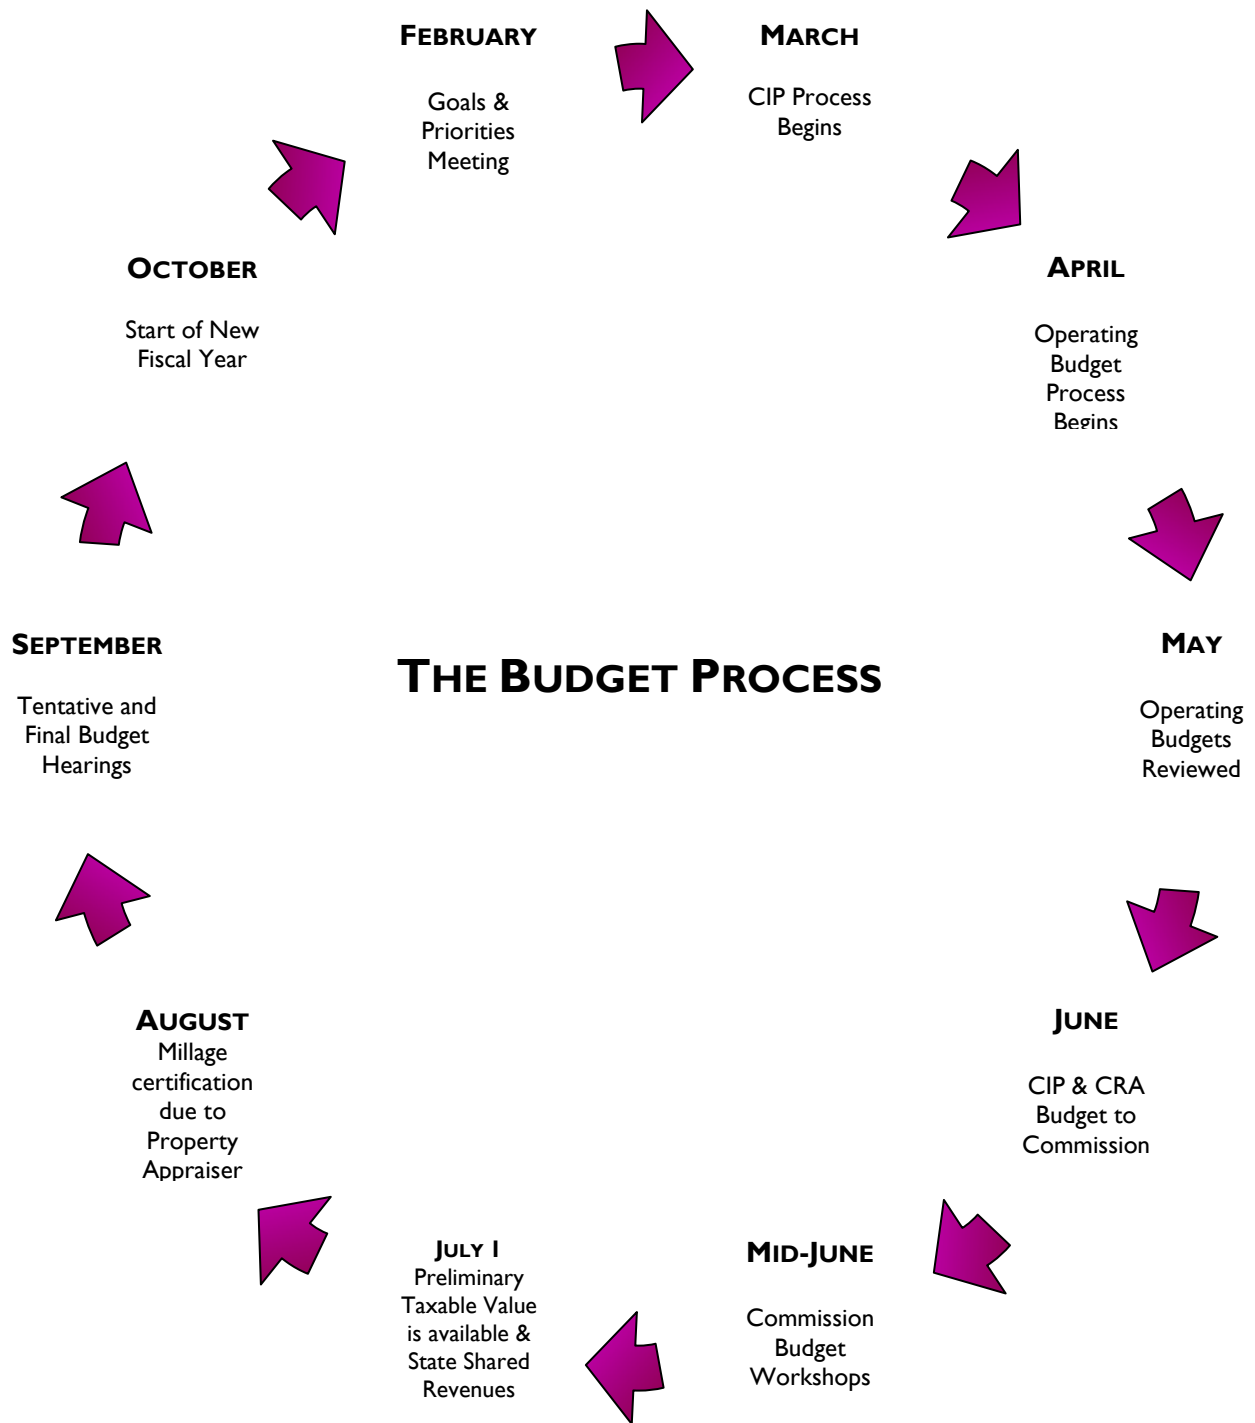 FEBRUARY
Goals &
Priorities
Meeting
MARCH
CIP Process
Begins
APRIL
Operating
Budget
Process
Begins
MAY
Operating
Budgets
Reviewed
JUNE
CIP & CRA
Budget to
Commission
MID-JUNE
Commission
Budget
Workshops
JULY 1
Preliminary
Taxable Value
is available &
State Shared
Revenues
AUGUST
Millage
certification
due to
Property
Appraiser
SEPTEMBER
Tentative and
Final Budget
Hearings
OCTOBER
Start of New
Fiscal Year
THE BUDGET PROCESS